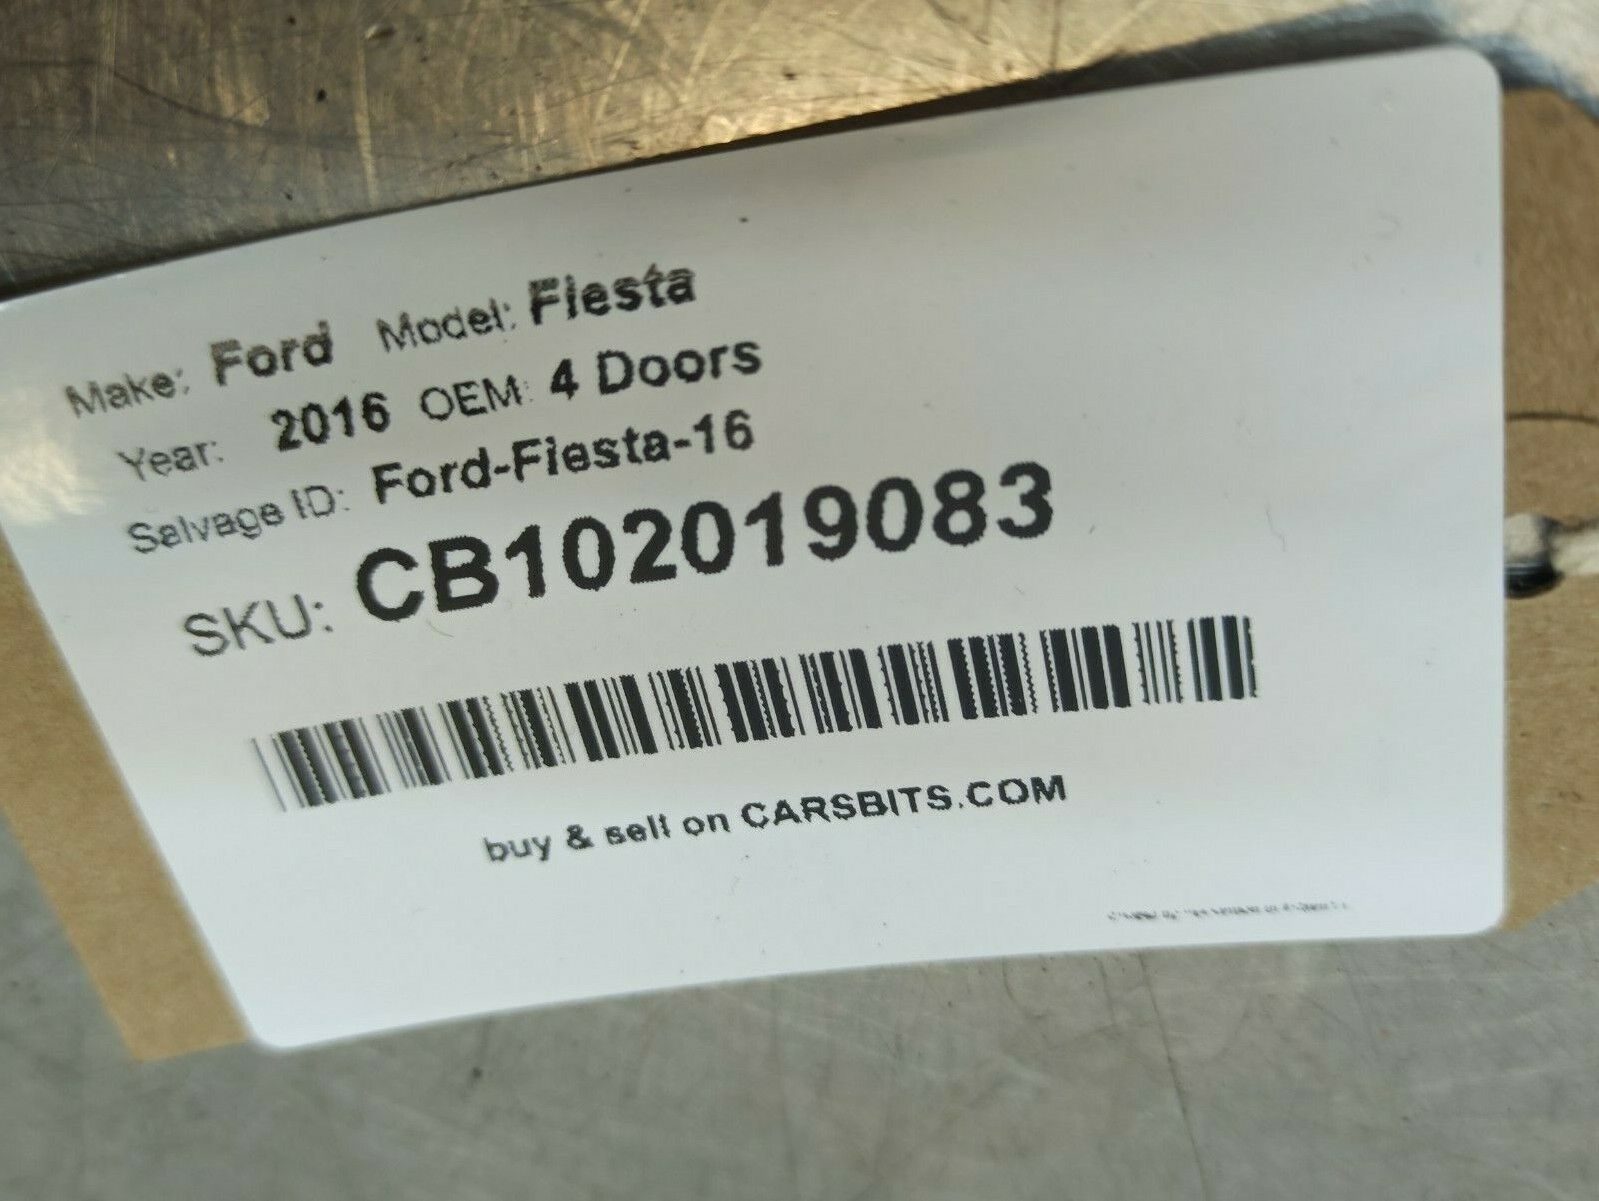 Make: Ford Model: Fiesta
Year: 2016 OEM: 4 Doors
Salvage ID: Ford-Fiesta-16
SKU: CB102019083
buy & sell on CARSBITS.COM